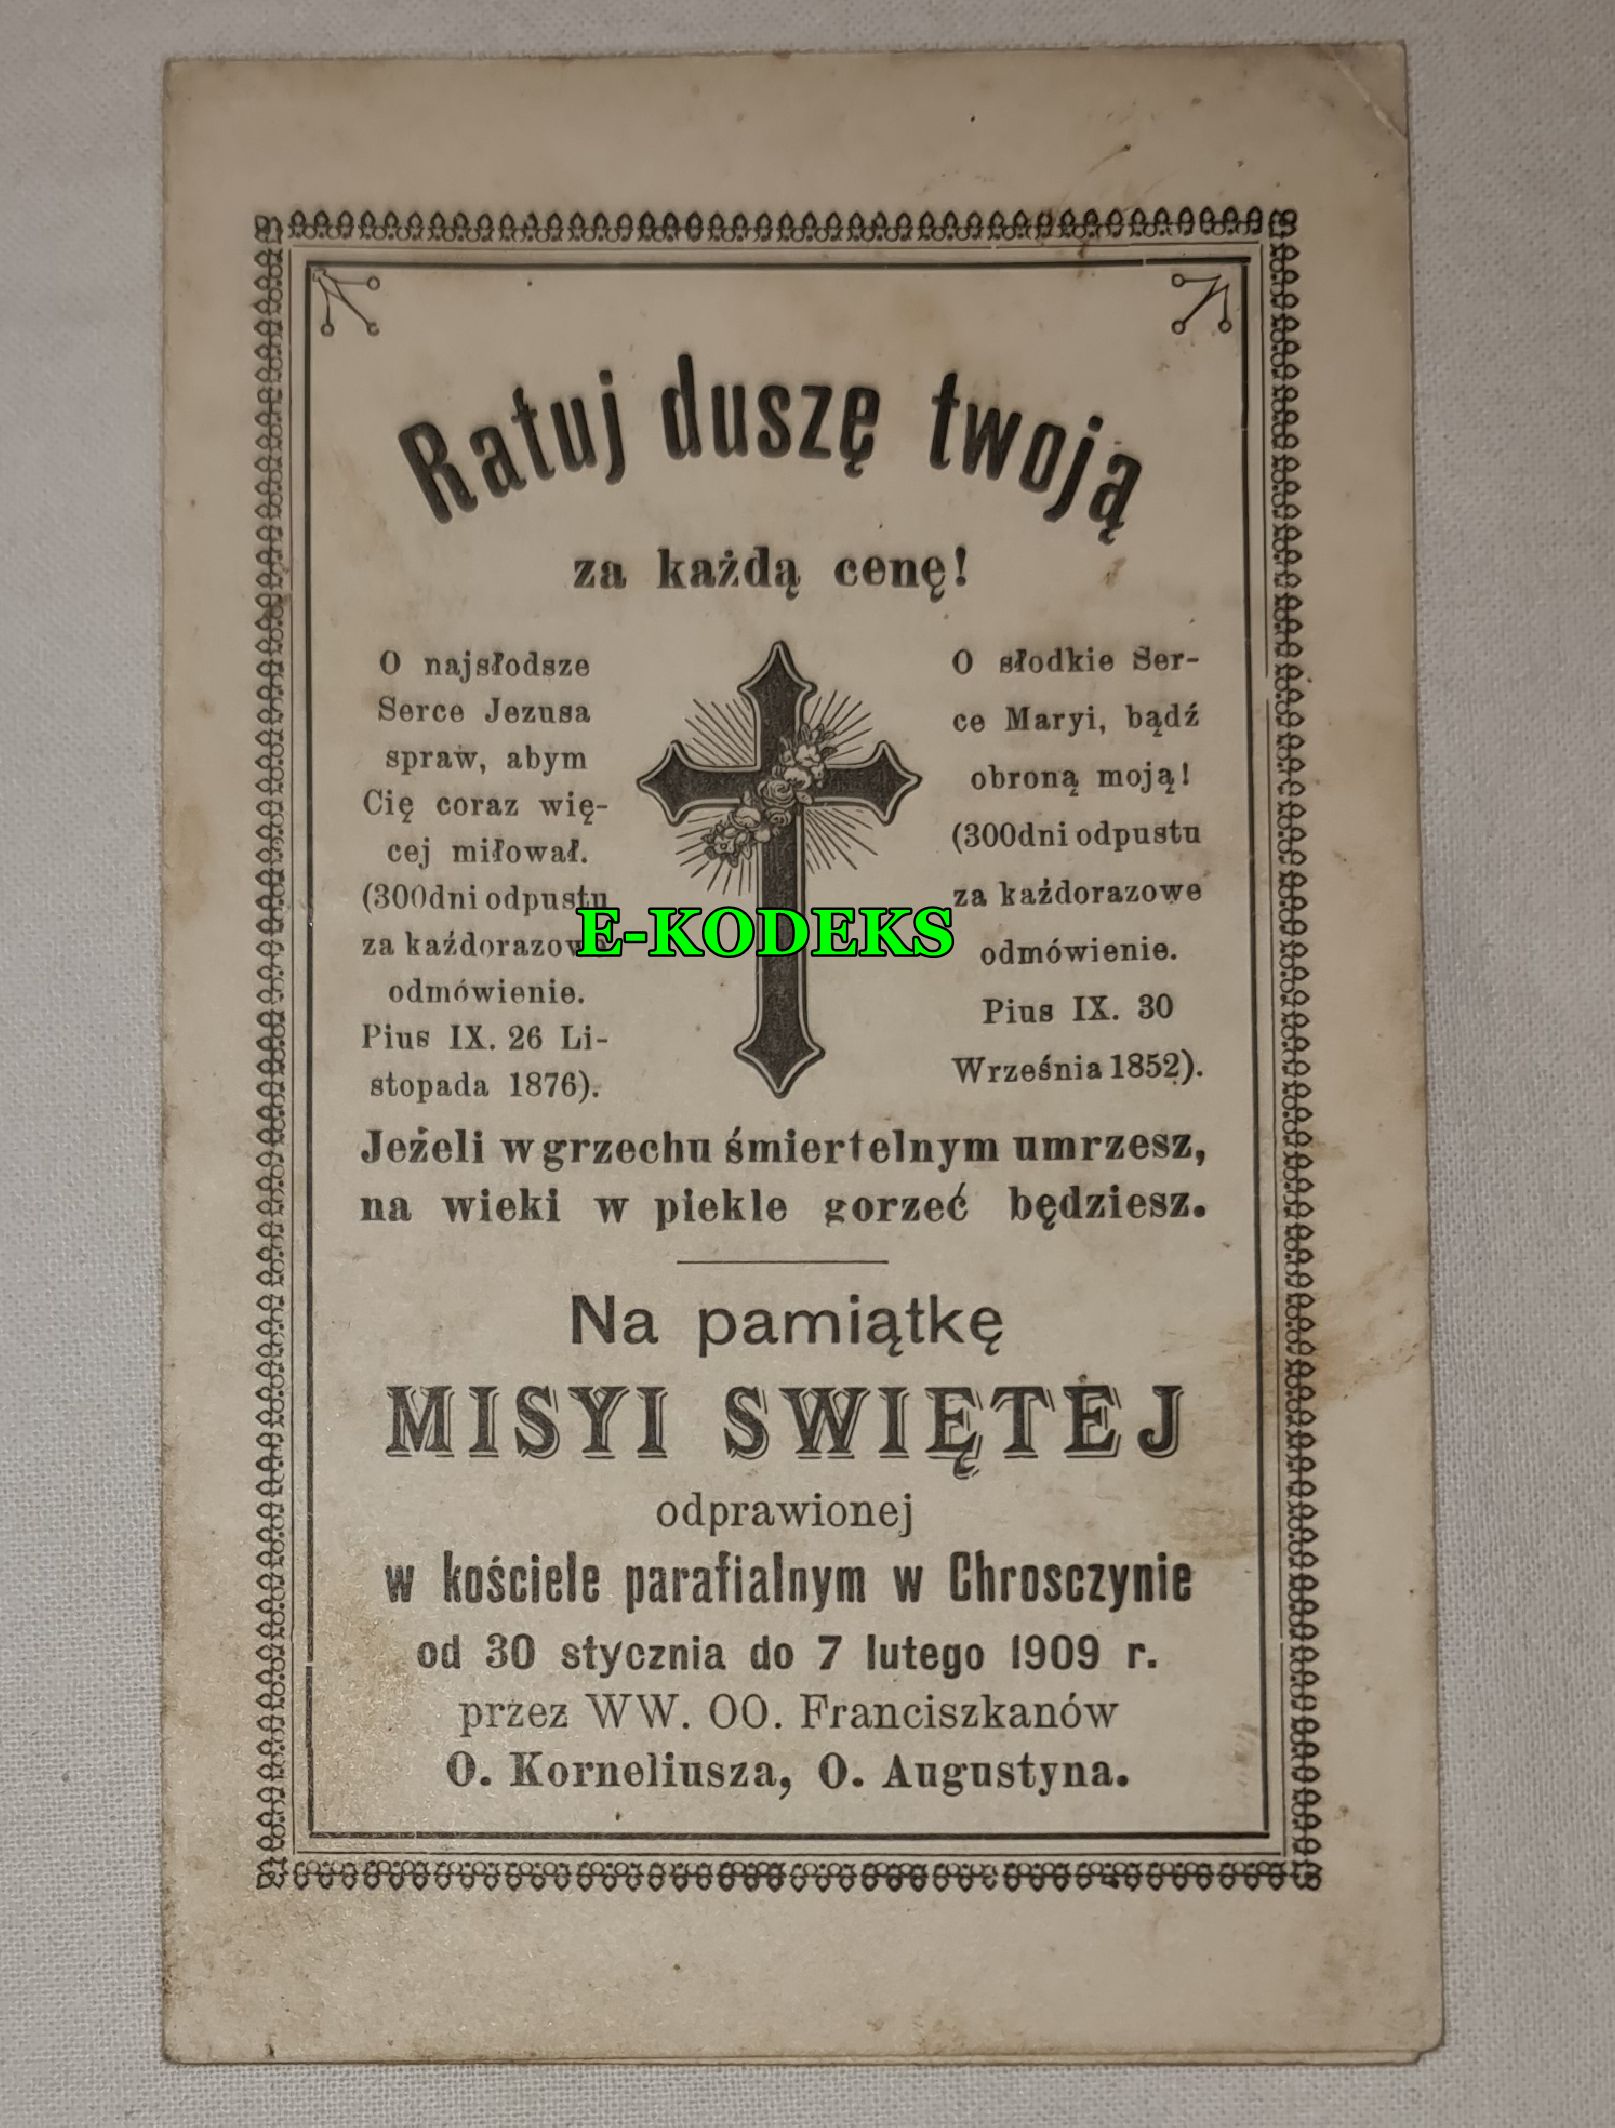 Ratuj duszę twoją
za każdą cenę!
O najsłodsze
Serce Jezusa
spraw, abym
Cię coraz wię-
cej miłował.
(300dni odpustu
za każdorazowe
odmówienie.
Pius IX. 26 Li-
stopada 1876).
O słodkie Ser-
ce Maryi, bądź
obroną moją!
(300dni odpustu
za każdorazowe
odmówienie.
Pius IX. 30
Września 1852).
E-KODEKS
Jeżeli w grzechu śmiertelnym umrzesz,
na wieki w piekle gorzeć będziesz.
Na pamiątkę
MISYI SWIĘTEJ
odprawionej
w kościele parafialnym w Chrosczynie
od 30 stycznia do 7 lutego 1909 r.
przez WW. OO. Franciszkanów
O. Korneliusza, O. Augustyna.